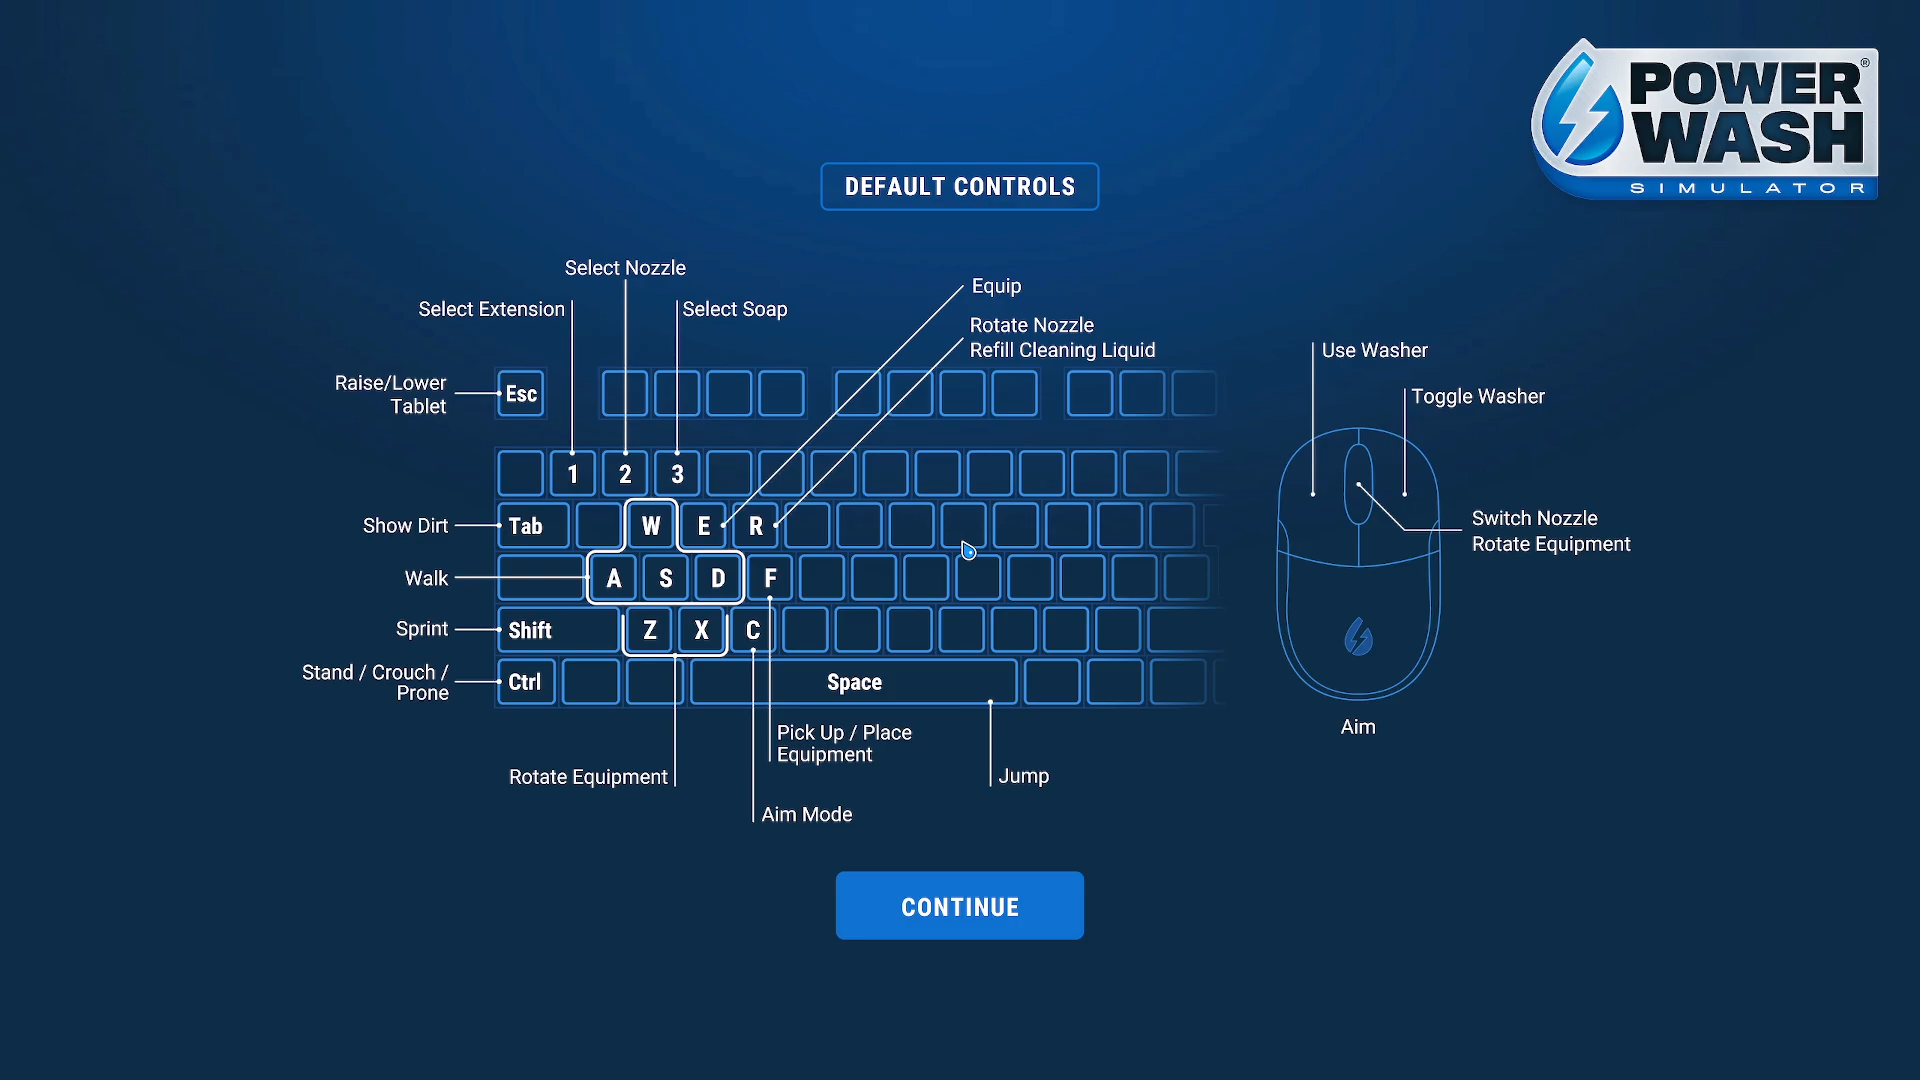 POWER®
WASH
SIMULATOR
DEFAULT CONTROLS
Select Nozzle
Select Extension
Select Soap
Equip
Rotate Nozzle
Refill Cleaning Liquid
Raise/Lower
Tablet
Esc
1
2
3
Show Dirt
Tab
W
E
R
Walk
A
S
D
F
Sprint
Shift
Z
X
C
Stand / Crouch /
Prone
Ctrl
Space
Pick Up / Place
Equipment
Rotate Equipment
Jump
Aim Mode
Use Washer
Toggle Washer
Switch Nozzle
Rotate Equipment
Aim
CONTINUE